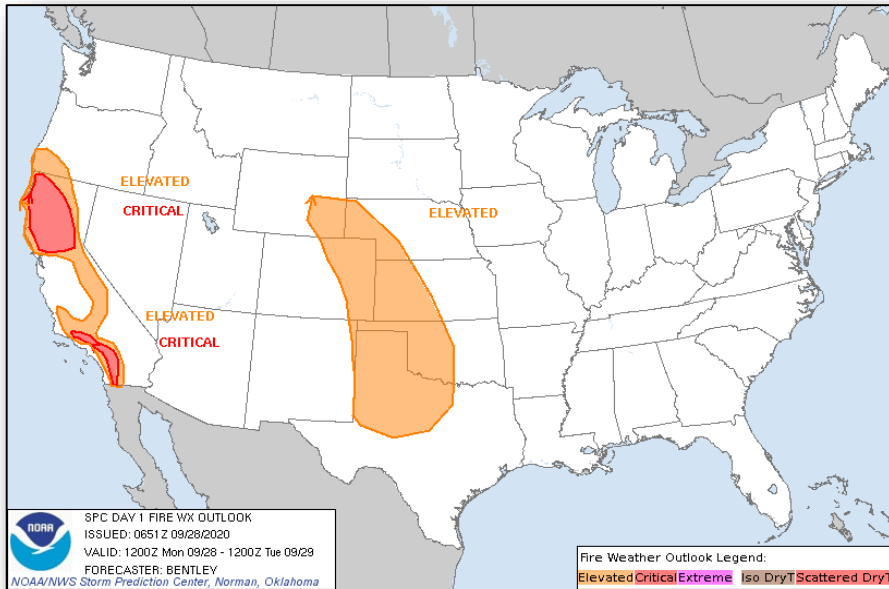 ELEVATED
CRITICAL
ELEVATED
ELEVATED
CRITICAL
NOAA
SPC DAY 1 FIRE WX OUTLOOK
ISSUED: 0651Z 09/28/2020
VALID: 1200Z Mon 09/28 - 1200Z Tue 09/29
FORECASTER: BENTLEY
NOAA/NWS Storm Prediction Center, Norman, Oklahoma
Fire Weather Outlook Legend:
Elevated Critical Extreme Iso DryT Scattered DryT